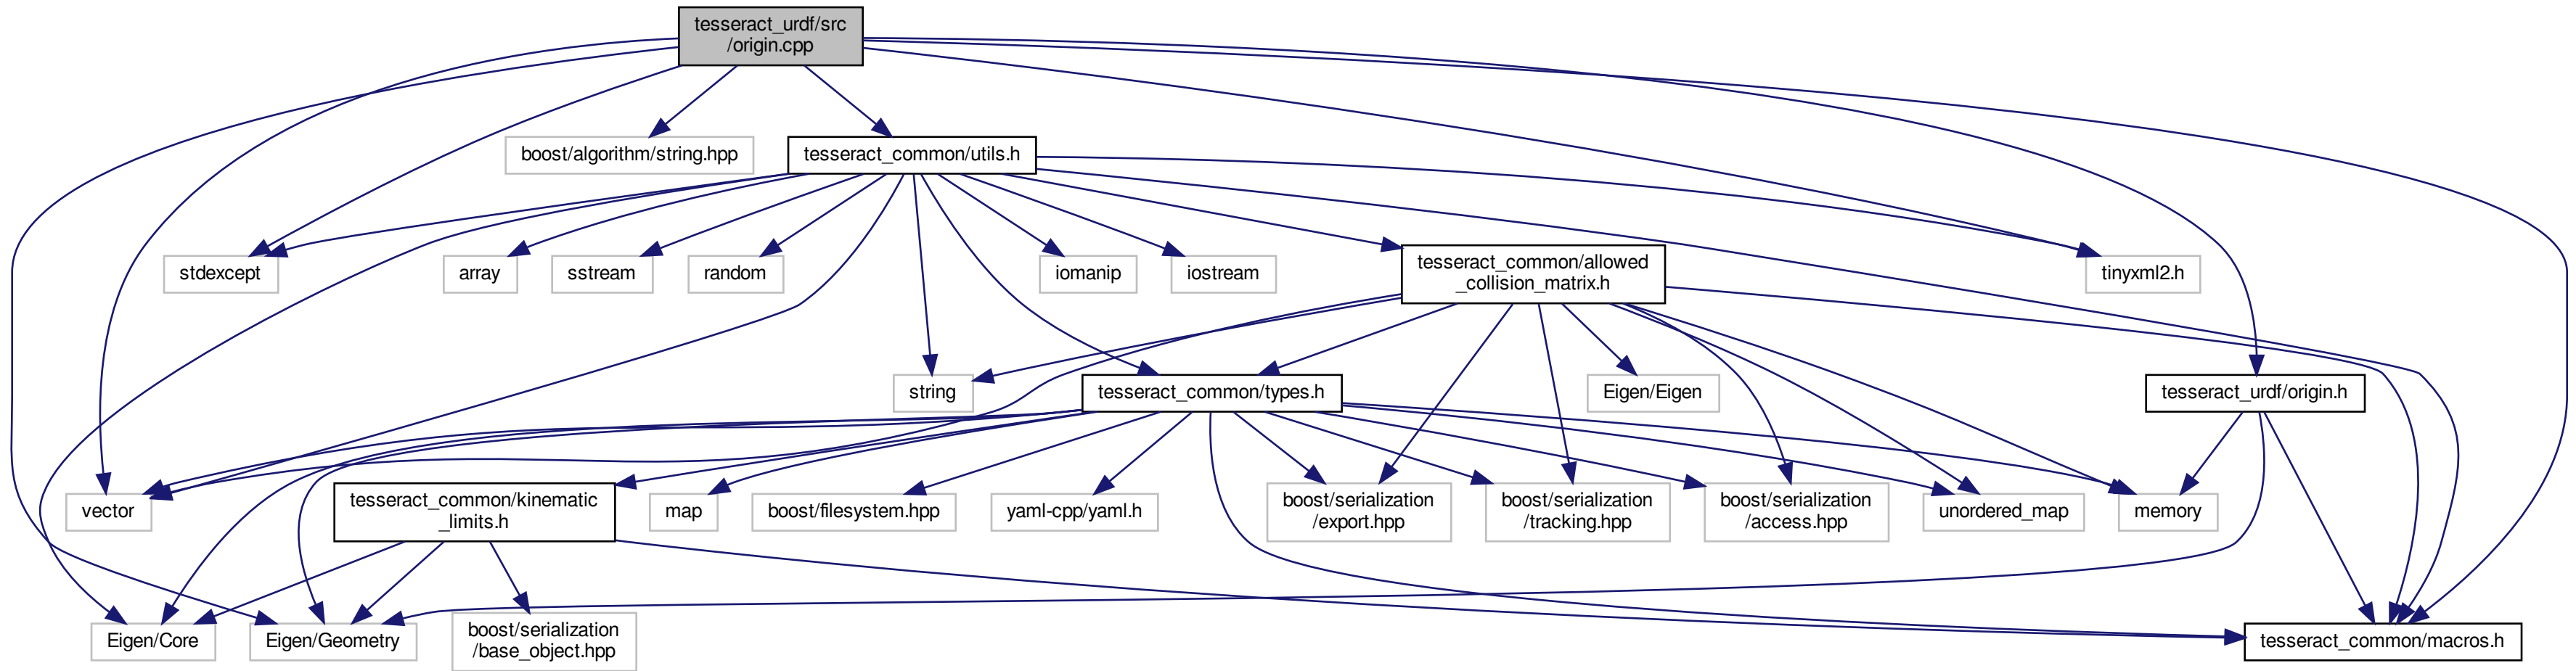 tesseract_urdf/src
/origin.cpp
boost/algorithm/string.hpp
tesseract_common/utils.h
stdexcept
array
sstream
random
iomanip
iostream
tesseract_common/allowed
_collision_matrix.h
tinyxml2.h
string
tesseract_common/types.h
Eigen/Eigen
tesseract_urdf/origin.h
vector
tesseract_common/kinematic
_limits.h
map
boost/filesystem.hpp
yaml-cpp/yaml.h
boost/serialization
/export.hpp
boost/serialization
/tracking.hpp
boost/serialization
/access.hpp
unordered_map
memory
Eigen/Core
Eigen/Geometry
boost/serialization
/base_object.hpp
tesseract_common/macros.h